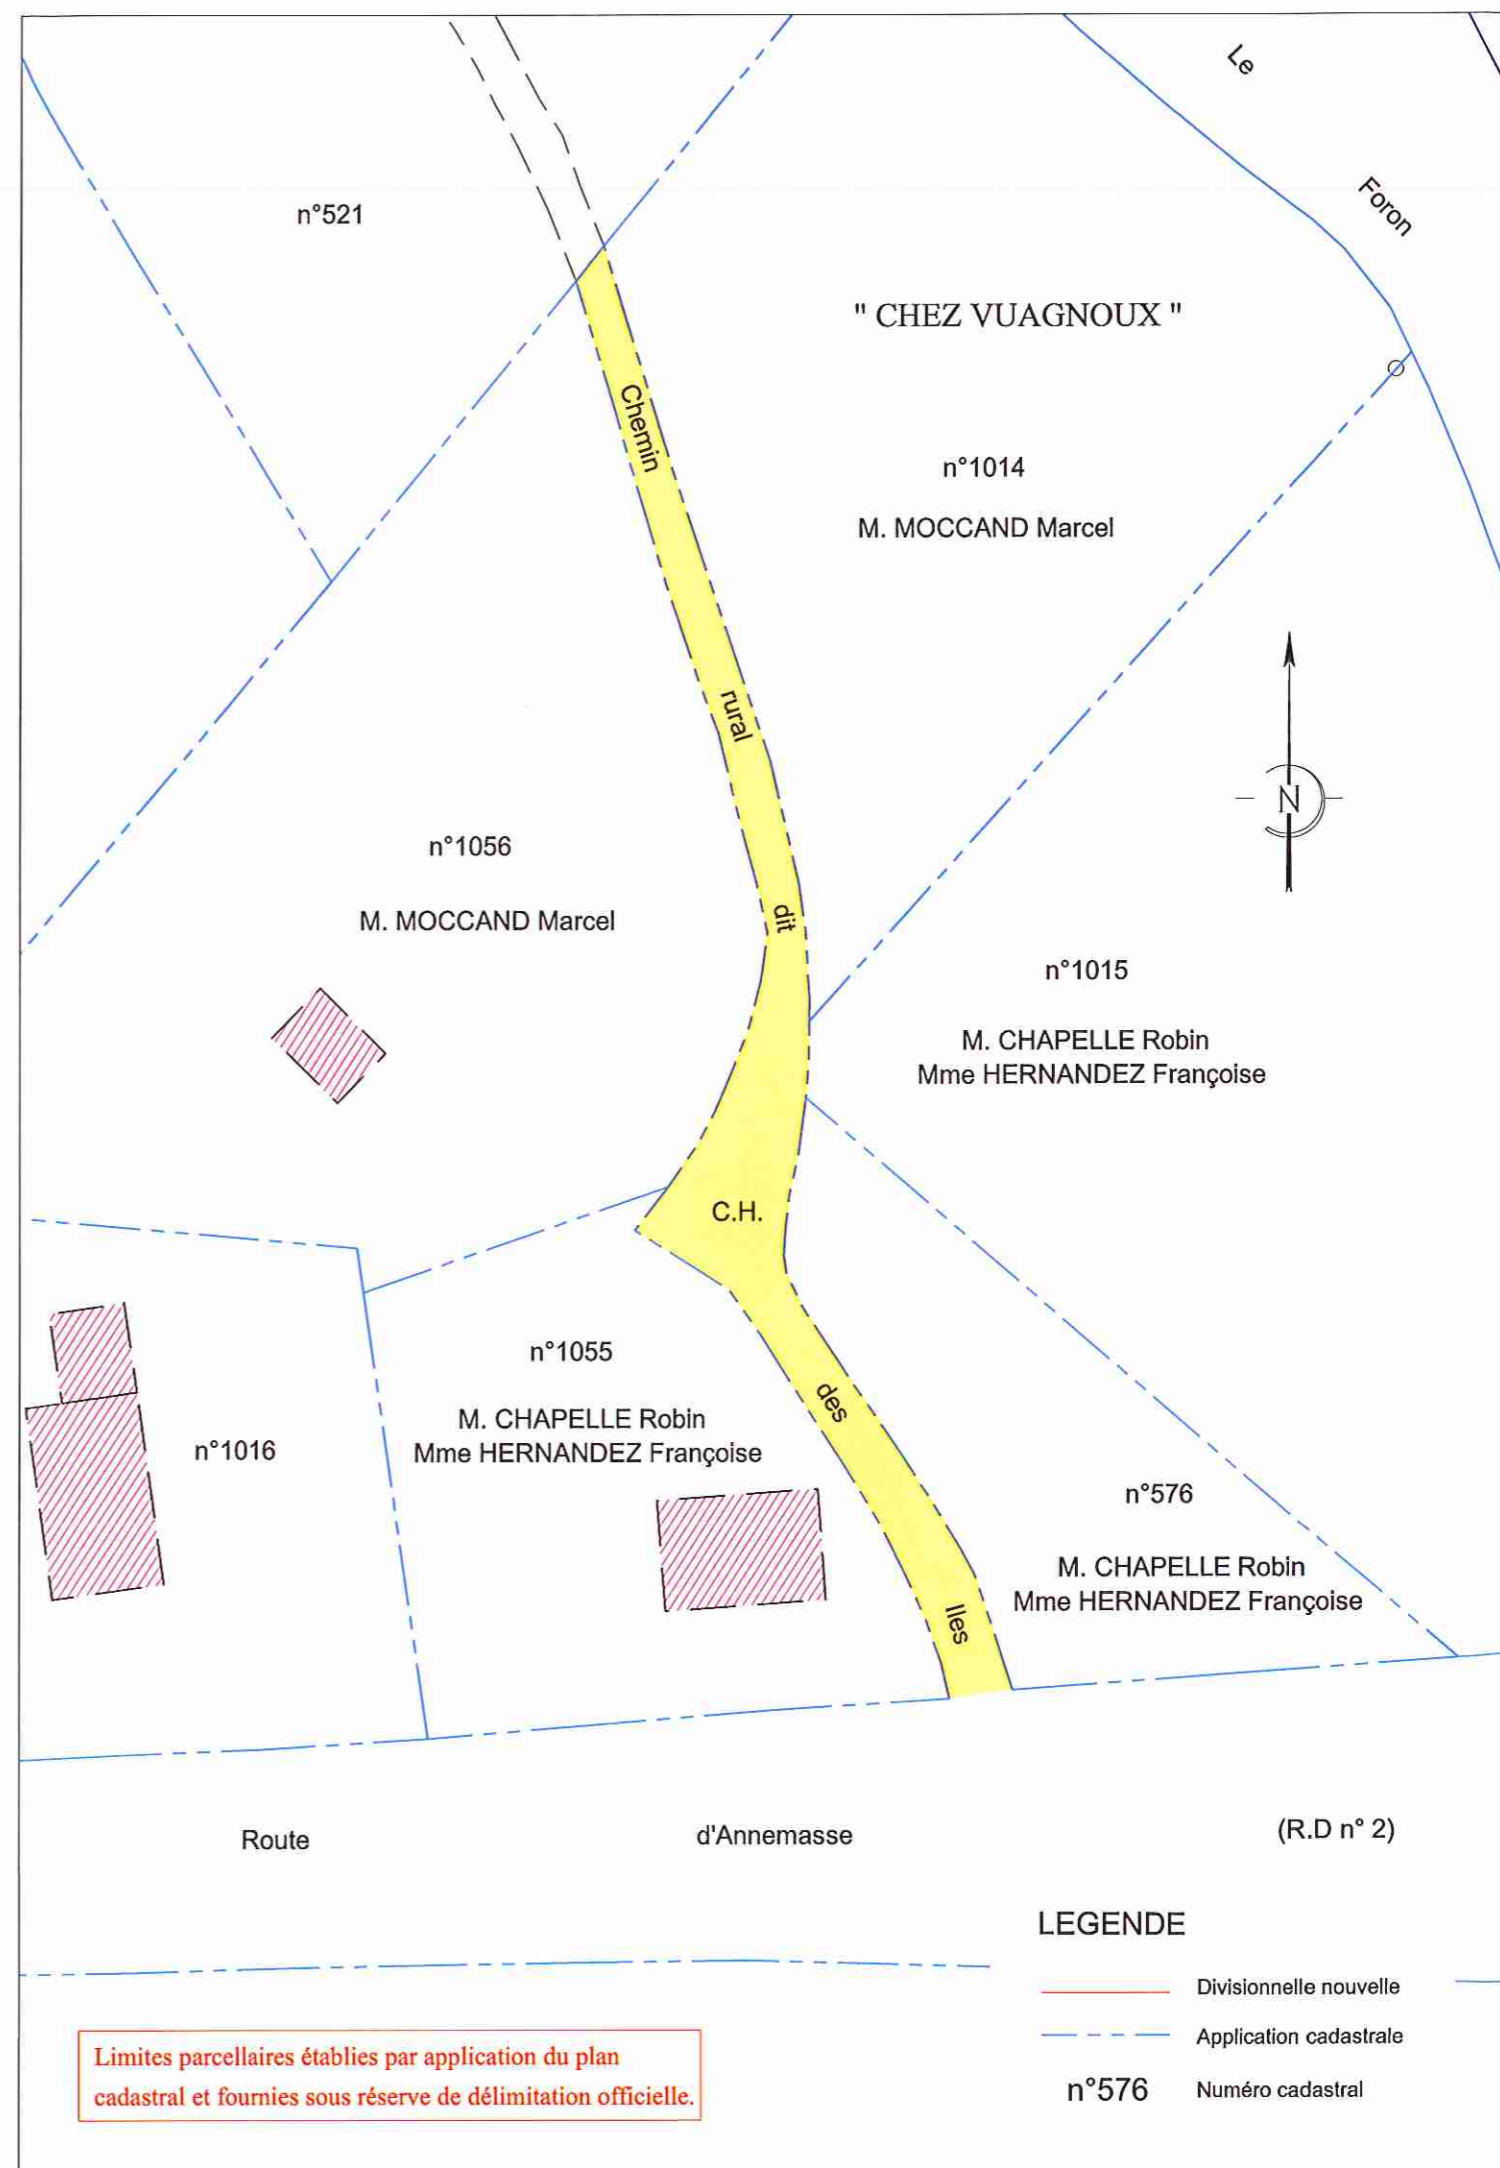 Le
Foron
n°521
" CHEZ VUAGNOUX "
Chemin
n°1014
M. MOCCAND Marcel
rural
N
n°1056
M. MOCCAND Marcel
dit
n°1015
M. CHAPELLE Robin
Mme HERNANDEZ Françoise
C.H.
n°1055
M. CHAPELLE Robin
Mme HERNANDEZ Françoise
des
n°1016
n°576
M. CHAPELLE Robin
Mme HERNANDEZ Françoise
Iles
Route d'Annemasse (R.D n° 2)
LEGENDE
Divisionnelle nouvelle
Application cadastrale
n°576 Numéro cadastral
Limites parcellaires établies par application du plan
cadastral et fournies sous réserve de délimitation officielle.